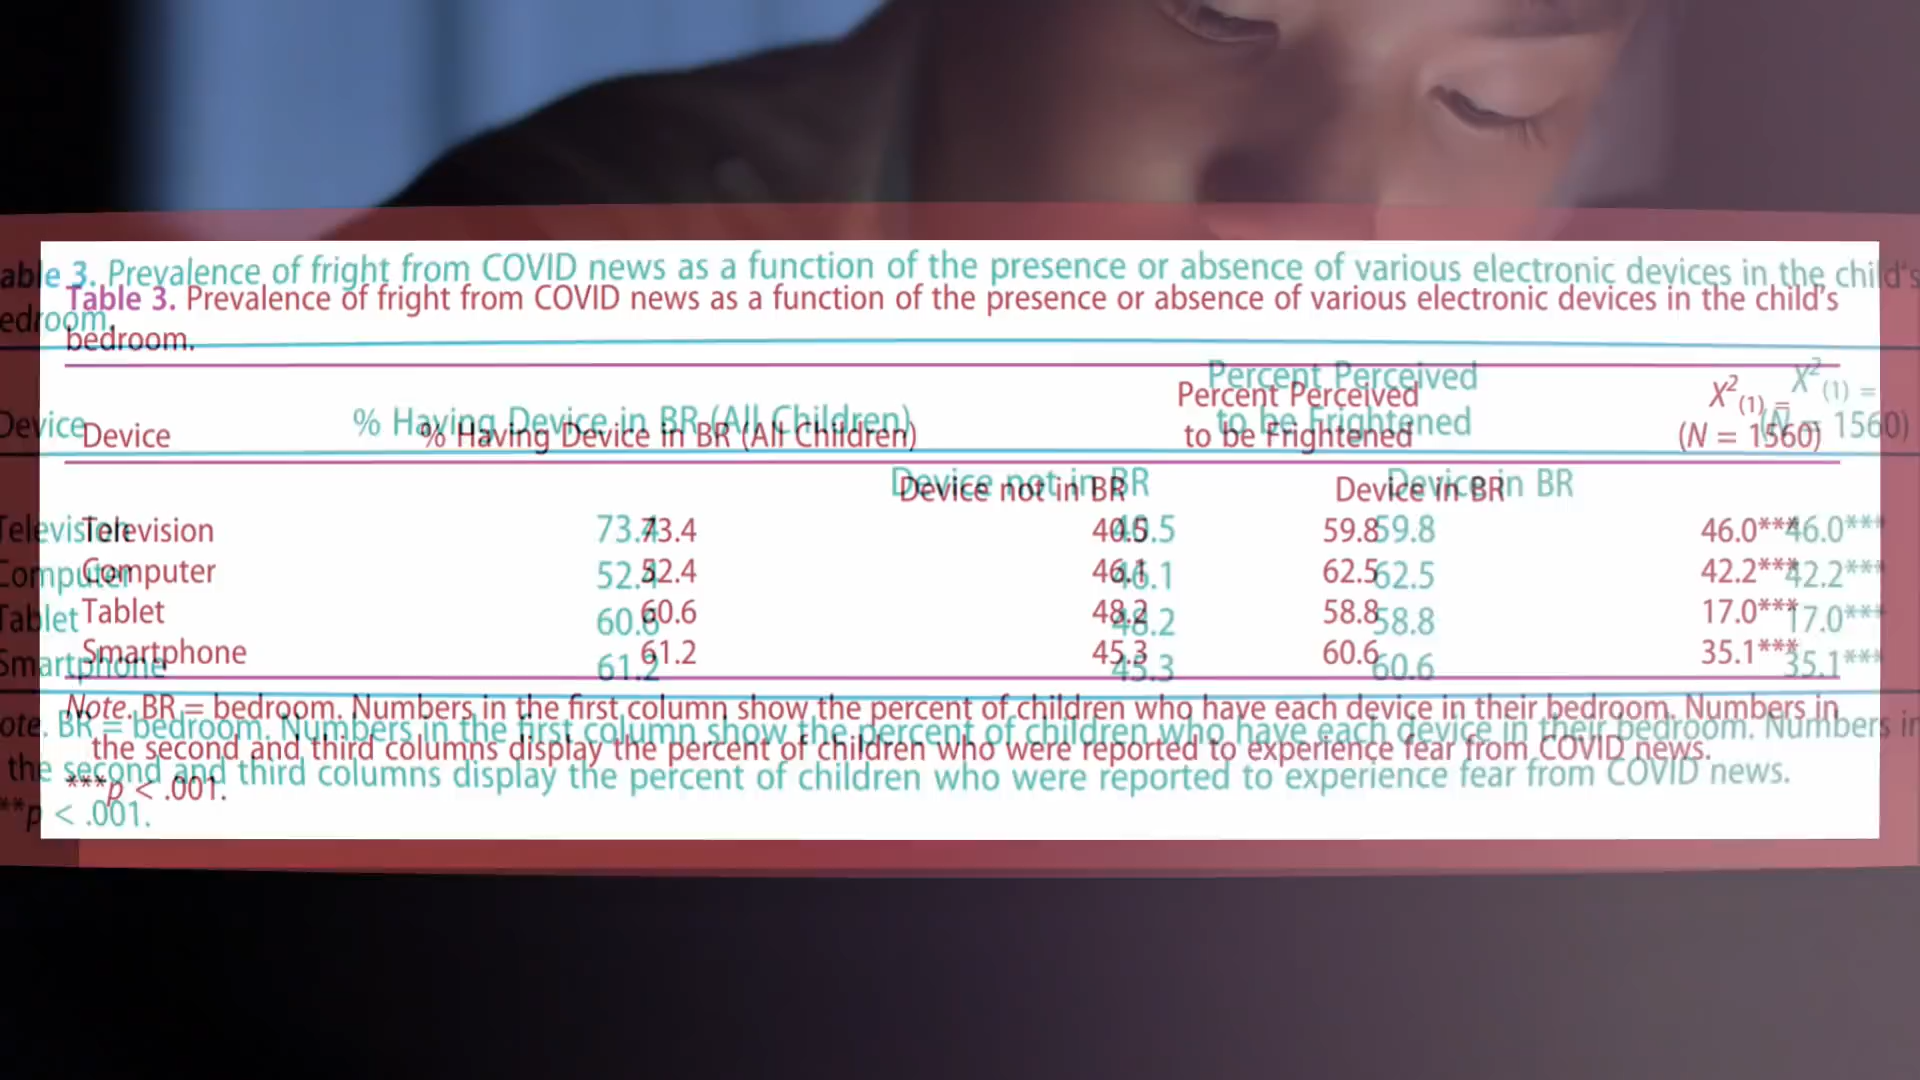 Table 3. Prevalence of fright from COVID news as a function of the presence or absence of various electronic devices in the child's
bedroom.
Device % Having Device in BR (All Children) Percent Perceived to be Frightened X²(1) = (N = 1560)
Device not in BR Device in BR
Television 73.4 40.5 59.8 46.0***
Computer 52.4 46.1 62.5 42.2***
Tablet 60.6 48.2 58.8 17.0***
Smartphone 61.2 45.3 60.6 35.1***
Note. BR = bedroom. Numbers in the first column show the percent of children who have each device in their bedroom. Numbers in
the second and third columns display the percent of children who were reported to experience fear from COVID news.
***p < .001.